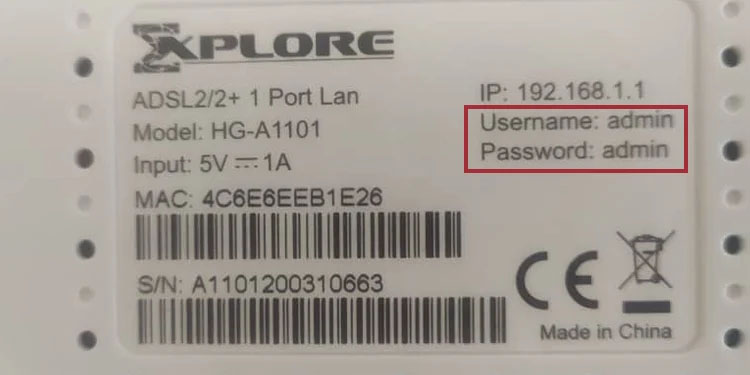 XPLORE
ADSL2/2+ 1 Port Lan
Model: HG-A1101
Input: 5V⎓1A
MAC: 4C6E6EEB1E26
S/N: A1101200310663
IP: 192.168.1.1
Username: admin
Password: admin
CE
Made in China